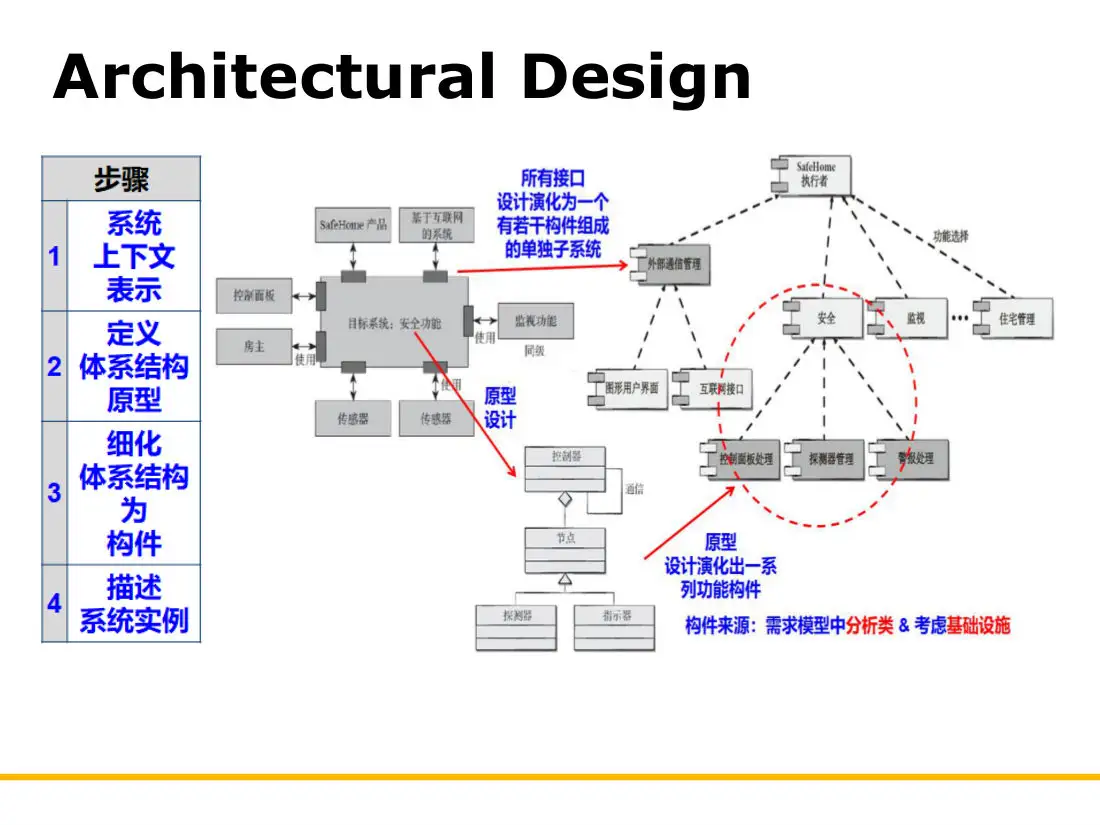 Architectural Design
步骤
1
系统
上下文
表示
2
定义
体系结构
原型
3
细化
体系结构
为
构件
4
描述
系统实例
SafeHome 产品
基于互联网
的系统
控制面板
房主
使用
目标系统：安全功能
使用
监视功能
同级
使用
传感器
传感器
所有接口
设计演化为一个
有若干构件组成
的单独子系统
原型
设计
控制器
通信
节点
探测器
指示器
SafeHome
执行者
功能选择
外部通信管理
安全
监视
•••
住宅管理
图形用户界面
互联网接口
控制面板处理
探测器管理
警报处理
原型
设计演化出一系
列功能构件
构件来源：需求模型中分析类 & 考虑基础设施